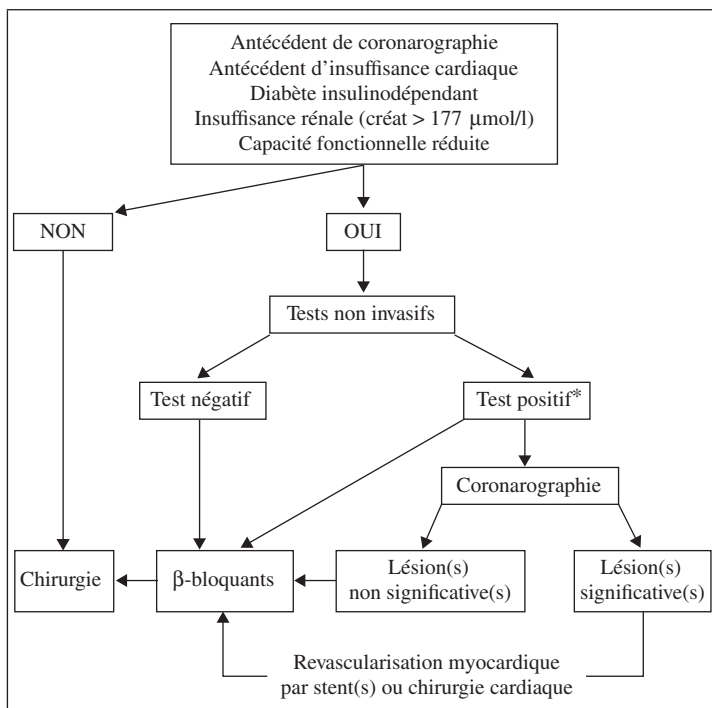 Antécédent de coronarographie
Antécédent d'insuffisance cardiaque
Diabète insulinodépendant
Insuffisance rénale (créat > 177 μmol/l)
Capacité fonctionnelle réduite
NON
OUI
Tests non invasifs
Test négatif
Test positif*
Coronarographie
Chirurgie
β-bloquants
Lésion(s)
non significative(s)
Lésion(s)
significative(s)
Revascularisation myocardique
par stent(s) ou chirurgie cardiaque